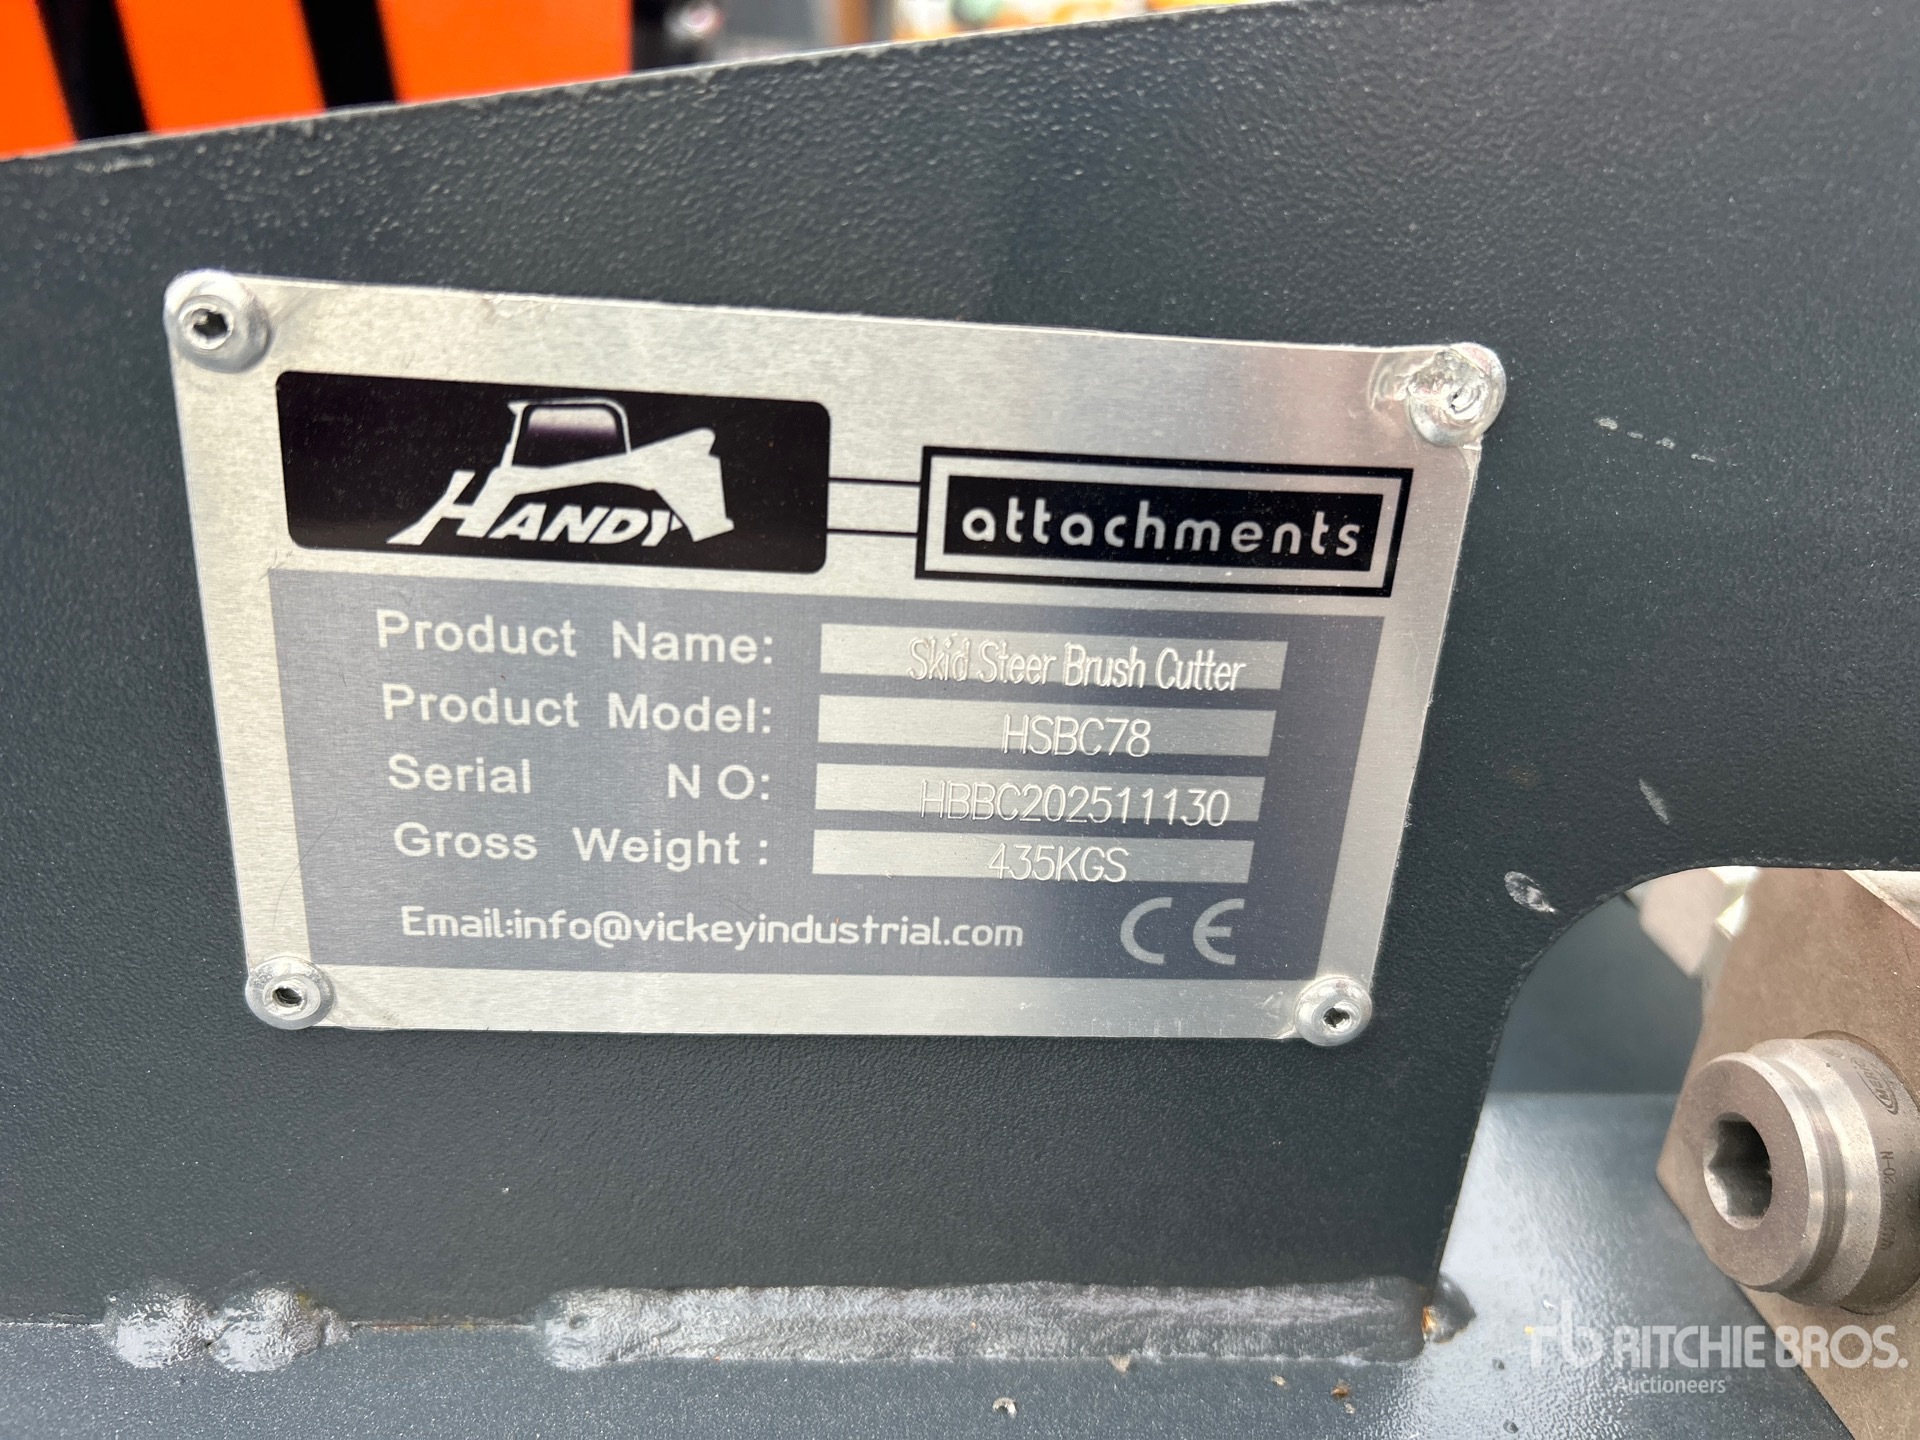 HANDY attachments
Product Name: Skid Steer Brush Cutter
Product Model: HSBC78
Serial NO: HBBC202511130
Gross Weight: 435KGS
Email:info@vickeyindustrial.com CE
RITCHIE BROS.
Auctioneers